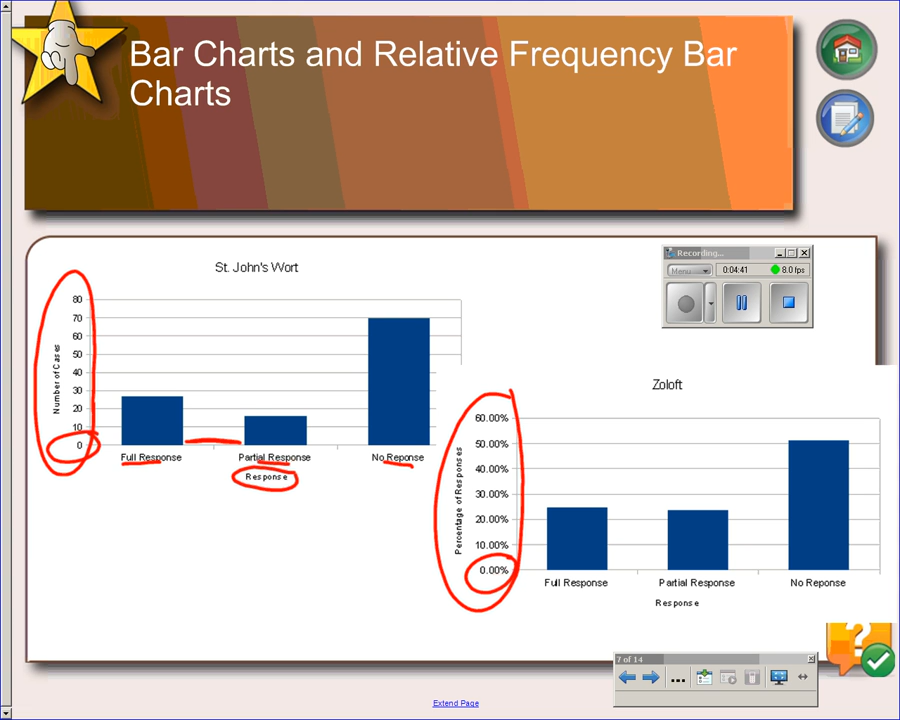 Bar Charts and Relative Frequency Bar
Charts
St. John's Wort
80
70
60
50
40
30
20
10
0
Number of Cases
Full Response
Partial Response
No Reponse
Response
Recording...
Menu
0:04:41
8.0 fps
Zoloft
60.00%
50.00%
40.00%
30.00%
20.00%
10.00%
0.00%
Percentage of Responses
Full Response
Partial Response
No Reponse
Response
?
7 of 14
...
Extend Page